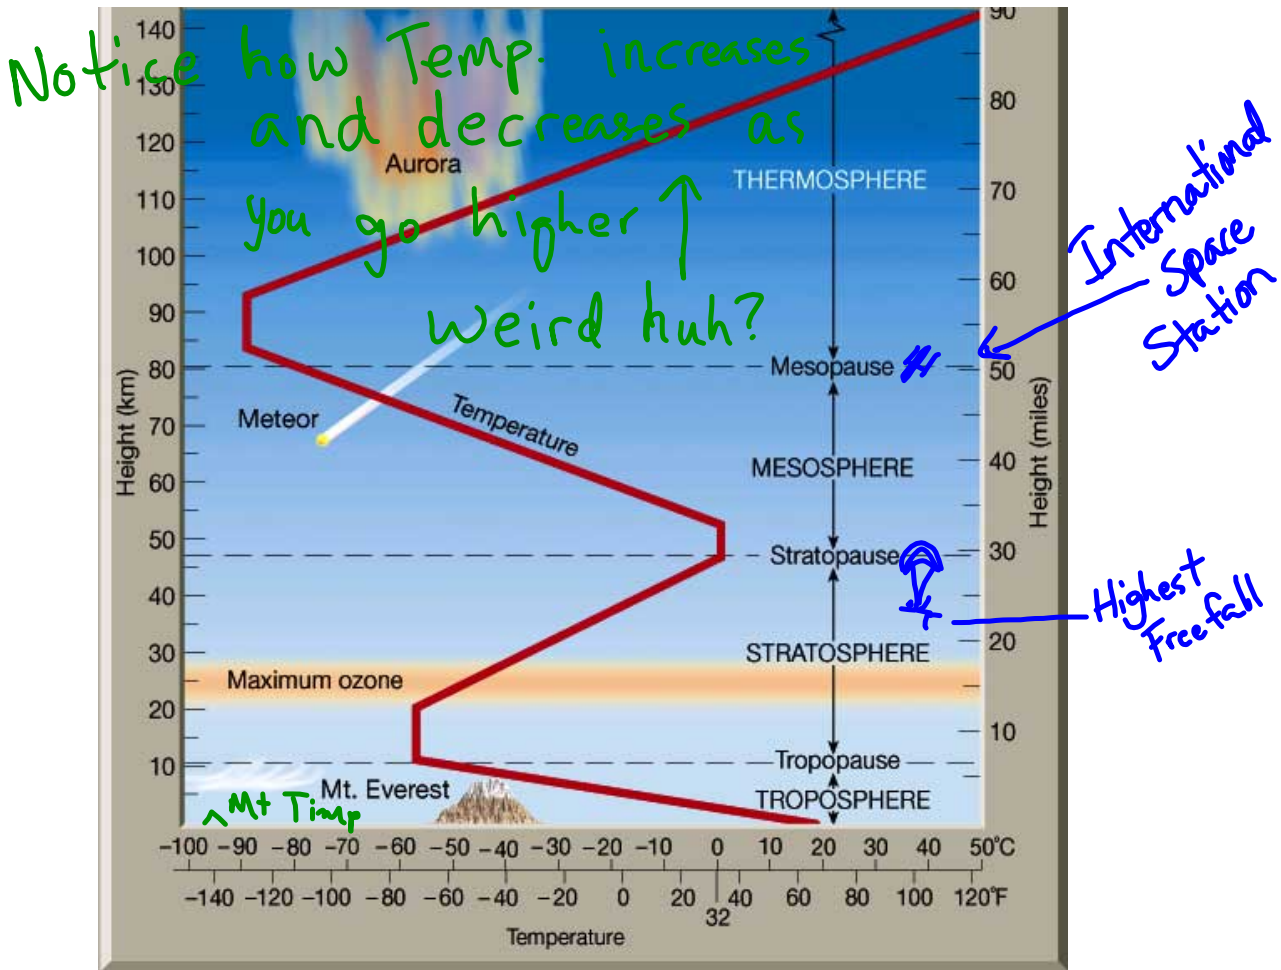 140
130
120
110
100
90
80
70
60
50
40
30
20
10
Height (km)
Notice how Temp. increases
and decreases as
you go higher ↑
weird huh?
Aurora
Meteor
Temperature
Maximum ozone
Mt. Everest
^ Mt Timp
THERMOSPHERE
Mesopause
MESOSPHERE
Stratopause
STRATOSPHERE
Tropopause
TROPOSPHERE
90
80
70
60
50
40
30
20
10
Height (miles)
International
Space
Station
Highest
Freefall
-100 -90 -80 -70 -60 -50 -40 -30 -20 -10 0 10 20 30 40 50°C
-140 -120 -100 -80 -60 -40 -20 0 20 40 60 80 100 120°F
32
Temperature